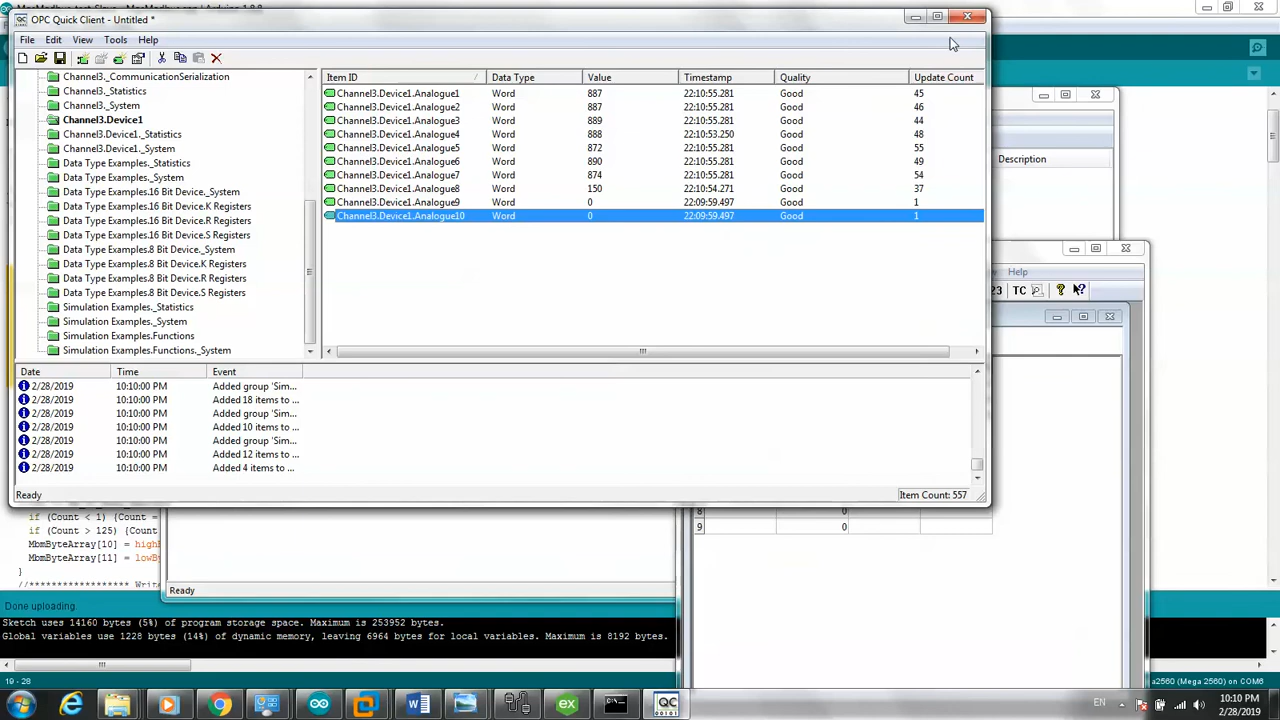 MacModbus test Slave  MacModbus.cpp | Arduino 1.8.8
OPC Quick Client - Untitled *
File Edit View Tools Help
Channel3._CommunicationSerialization
Channel3._Statistics
Channel3._System
Channel3.Device1
Channel3.Device1._Statistics
Channel3.Device1._System
Data Type Examples._Statistics
Data Type Examples._System
Data Type Examples.16 Bit Device._System
Data Type Examples.16 Bit Device.K Registers
Data Type Examples.16 Bit Device.R Registers
Data Type Examples.16 Bit Device.S Registers
Data Type Examples.8 Bit Device._System
Data Type Examples.8 Bit Device.K Registers
Data Type Examples.8 Bit Device.R Registers
Data Type Examples.8 Bit Device.S Registers
Simulation Examples._Statistics
Simulation Examples._System
Simulation Examples.Functions
Simulation Examples.Functions._System
Item ID Data Type Value Timestamp Quality Update Count
Channel3.Device1.Analogue1 Word 887 22:10:55.281 Good 45
Channel3.Device1.Analogue2 Word 887 22:10:55.281 Good 46
Channel3.Device1.Analogue3 Word 889 22:10:55.281 Good 44
Channel3.Device1.Analogue4 Word 888 22:10:53.250 Good 48
Channel3.Device1.Analogue5 Word 872 22:10:55.281 Good 55
Channel3.Device1.Analogue6 Word 890 22:10:55.281 Good 49
Channel3.Device1.Analogue7 Word 874 22:10:55.281 Good 54
Channel3.Device1.Analogue8 Word 150 22:10:54.271 Good 37
Channel3.Device1.Analogue9 Word 0 22:09:59.497 Good 1
Channel3.Device1.Analogue10 Word 0 22:09:59.497 Good 1
Description
Help
23 TC
Date Time Event
2/28/2019 10:10:00 PM Added group 'Sim...
2/28/2019 10:10:00 PM Added 18 items to ...
2/28/2019 10:10:00 PM Added group 'Sim...
2/28/2019 10:10:00 PM Added 10 items to ...
2/28/2019 10:10:00 PM Added group 'Sim...
2/28/2019 10:10:00 PM Added 12 items to ...
2/28/2019 10:10:00 PM Added 4 items to ...
Ready Item Count: 557
8 0
9 0
if (Count < 1) {Count =
if (Count > 125) {Count
MbmByteArray[10] = highB
MbmByteArray[11] = lowBy
}
//***************** Write
Ready
Done uploading.
Sketch uses 14160 bytes (5%) of program storage space. Maximum is 253952 bytes.
Global variables use 1228 bytes (14%) of dynamic memory, leaving 6964 bytes for local variables. Maximum is 8192 bytes.
19 - 28 a2560 (Mega 2560) on COM6
W ex QC EN 10:10 PM
2/28/2019